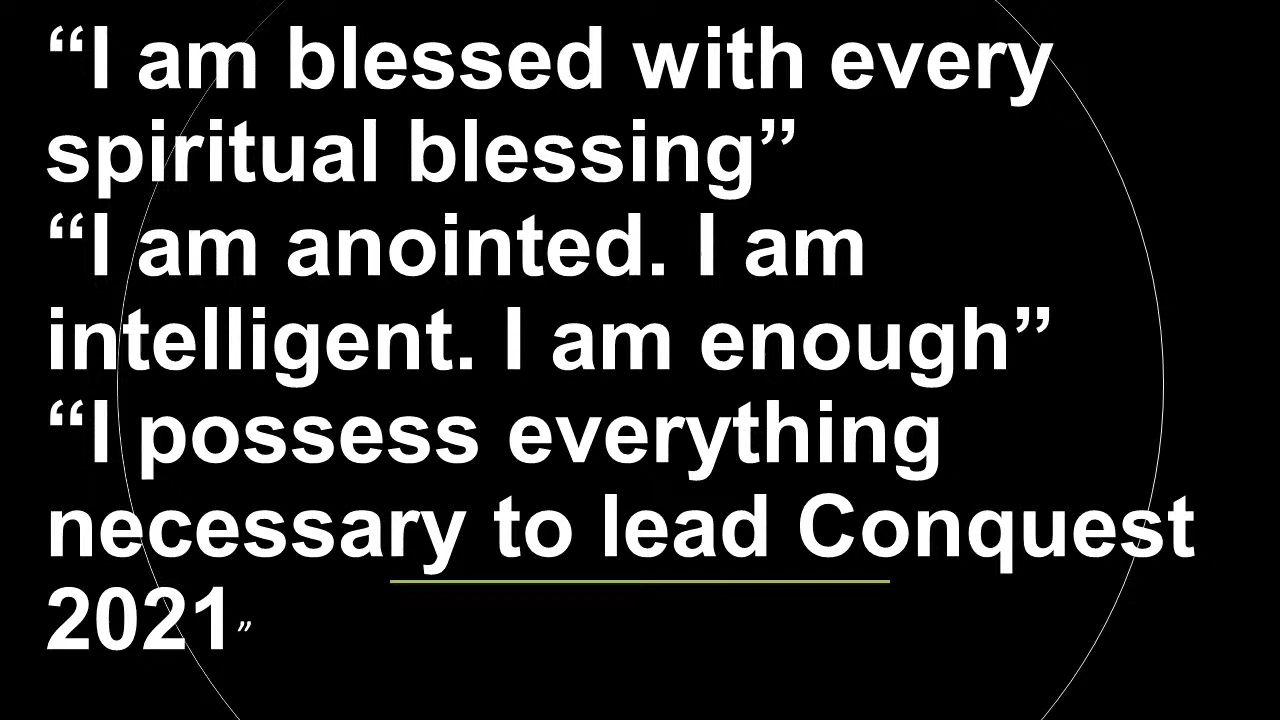 “I am blessed with every
spiritual blessing”
“I am anointed. I am
intelligent. I am enough”
“I possess everything
necessary to lead Conquest
2021”